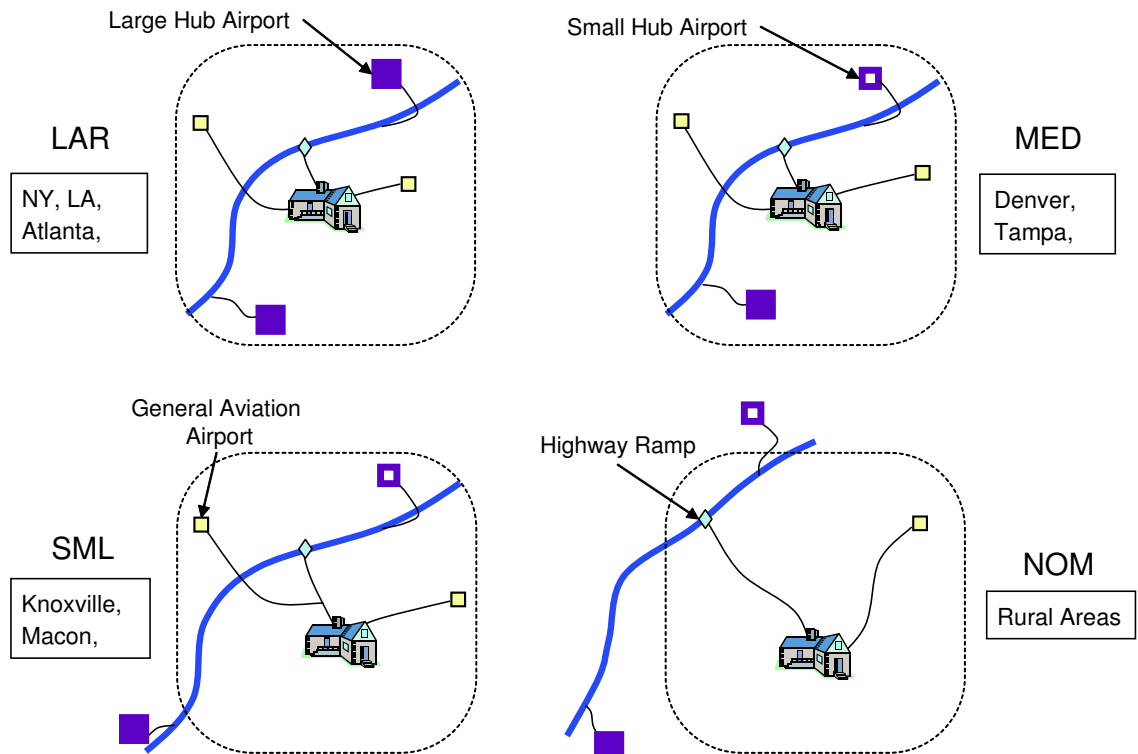 Large Hub Airport
Small Hub Airport
LAR
NY, LA,
Atlanta,
MED
Denver,
Tampa,
General Aviation
Airport
Highway Ramp
SML
Knoxville,
Macon,
NOM
Rural Areas